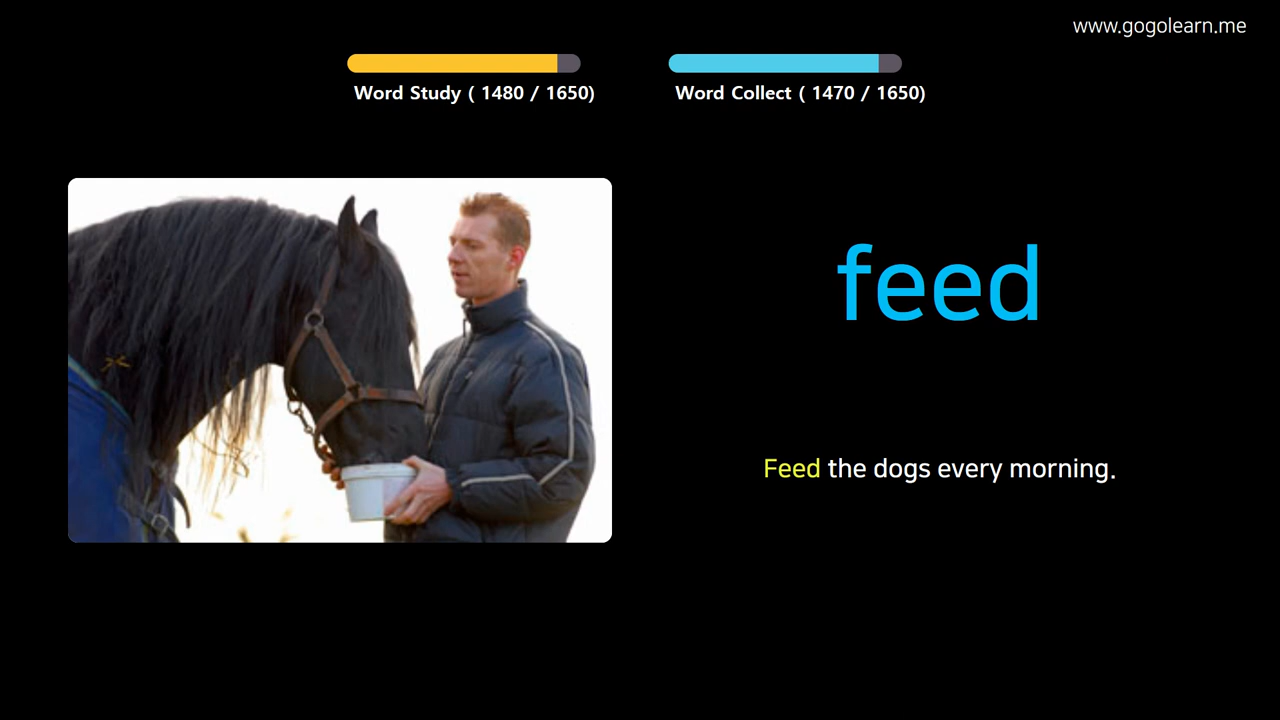 www.gogolearn.me
Word Study ( 1480 / 1650)
Word Collect ( 1470 / 1650)
feed
Feed the dogs every morning.